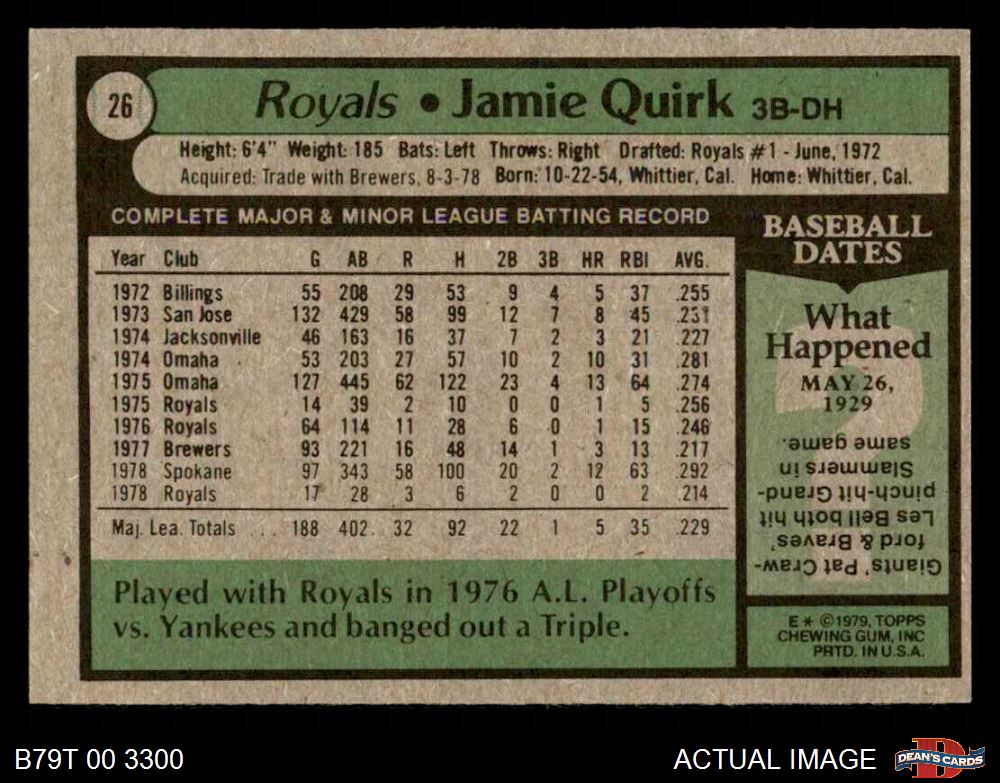 26
Royals • Jamie Quirk 3B-DH
Height: 6'4" Weight: 185 Bats: Left Throws: Right Drafted: Royals #1 - June, 1972
Acquired: Trade with Brewers, 8-3-78 Born: 10-22-54, Whittier, Cal. Home: Whittier, Cal.
COMPLETE MAJOR & MINOR LEAGUE BATTING RECORD
Year Club G AB R H 2B 3B HR RBI AVG.
1972 Billings 55 208 29 53 9 4 5 37 .255
1973 San Jose 132 429 58 99 12 7 8 45 .231
1974 Jacksonville 46 163 16 37 7 2 3 21 .227
1974 Omaha 53 203 27 57 10 2 10 31 .281
1975 Omaha 127 445 62 122 23 4 13 64 .274
1975 Royals 14 39 2 10 0 0 1 5 .256
1976 Royals 64 114 11 28 6 0 1 15 .246
1977 Brewers 93 221 16 48 14 1 3 13 .217
1978 Spokane 97 343 58 100 20 2 12 63 .292
1978 Royals 17 28 3 6 2 0 0 2 .214
Maj. Lea. Totals ... 188 402 32 92 22 1 5 35 .229
Played with Royals in 1976 A.L. Playoffs
vs. Yankees and banged out a Triple.
BASEBALL
DATES
What
Happened
MAY 26,
1929
Giants' Pat Craw-
ford & Braves'
Les Bell both hit
pinch-hit Grand-
Slammers in
same game.
E * ©1979, TOPPS
CHEWING GUM, INC
PRTD. IN U.S.A.
B79T 00 3300
ACTUAL IMAGE
DEAN'S CARDS